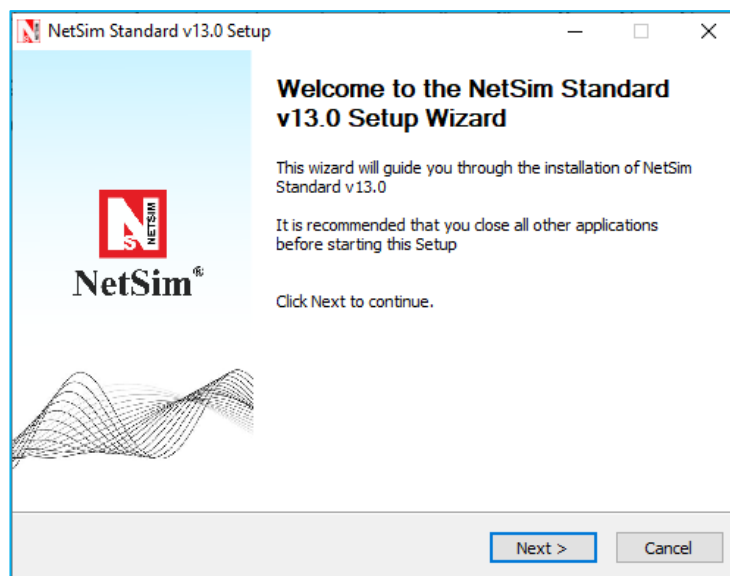 NetSim Standard v13.0 Setup
Welcome to the NetSim Standard
v13.0 Setup Wizard
This wizard will guide you through the installation of NetSim
Standard v13.0
It is recommended that you close all other applications
before starting this Setup
Click Next to continue.
NETSIM
NetSim®
Next >
Cancel